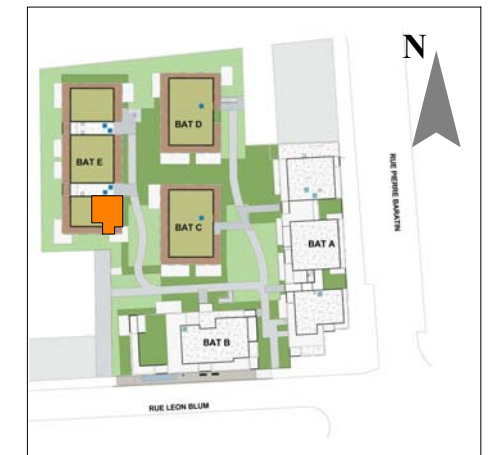 N
BAT D
BAT E
RUE PIERRE BARATIN
BAT C
BAT A
BAT B
RUE LEON BLUM